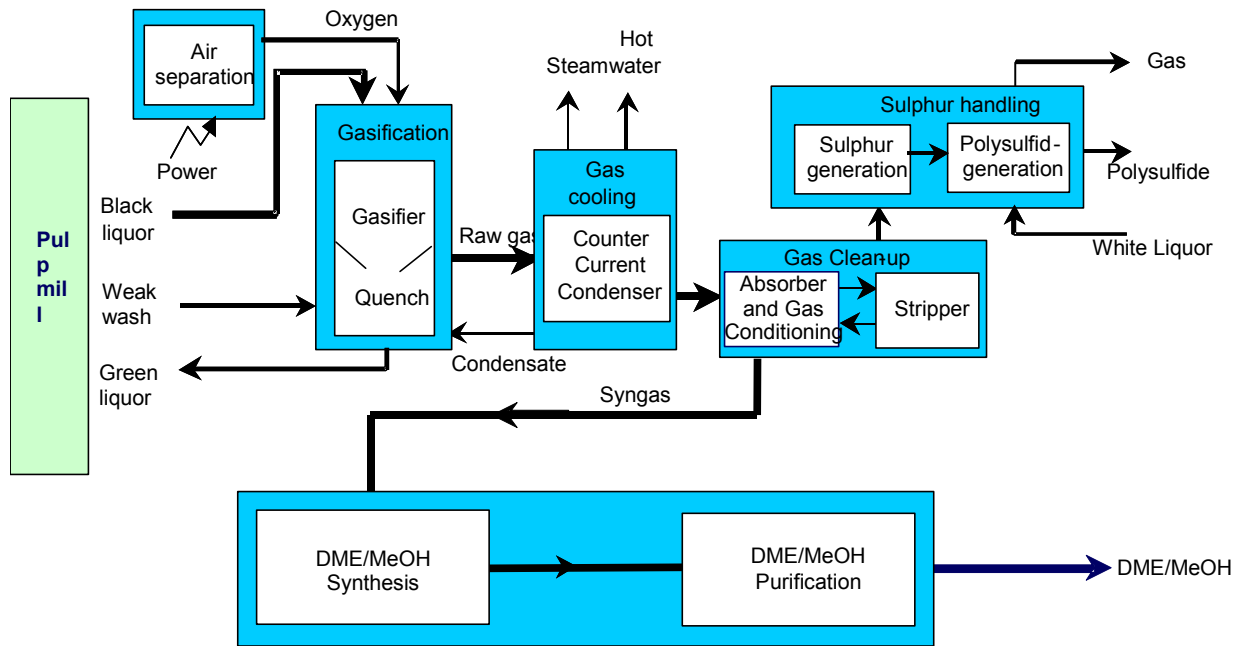 Oxygen
Air
separation
Power
Hot
Steamwater
Gas
Sulphur handling
Sulphur
generation
Polysulfid-
generation
Polysulfide
White Liquor
Gasification
Gasifier
Quench
Black
liquor
Weak
wash
Green
liquor
Pul
p
mil
l
Raw gas
Gas
cooling
Counter
Current
Condenser
Condensate
Gas Clean-up
Absorber
and Gas
Conditioning
Stripper
Syngas
DME/MeOH
Synthesis
DME/MeOH
Purification
DME/MeOH